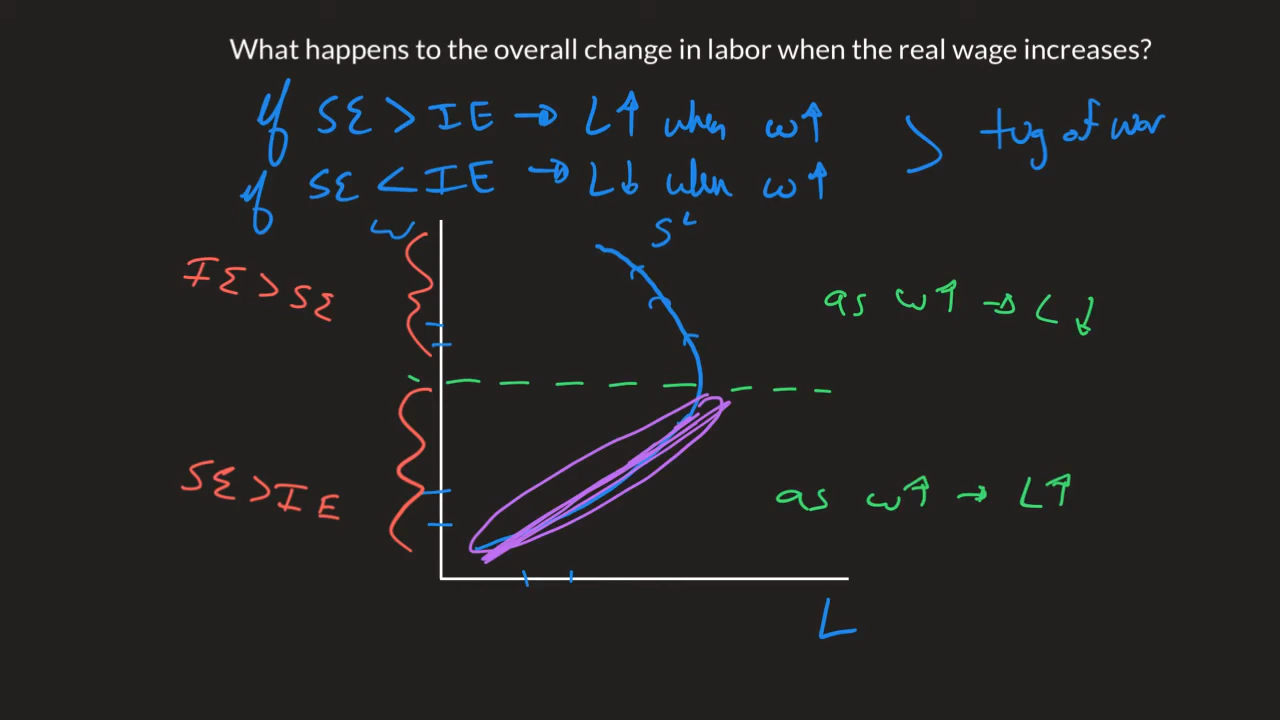 What happens to the overall change in labor when the real wage increases?
if SE > IE → L↑ when w↑
if SE < IE → L↓ when w↑
> tug of war
w
S^L
IE > SE
as w↑ → L↓
SE > IE
as w↑ → L↑
L